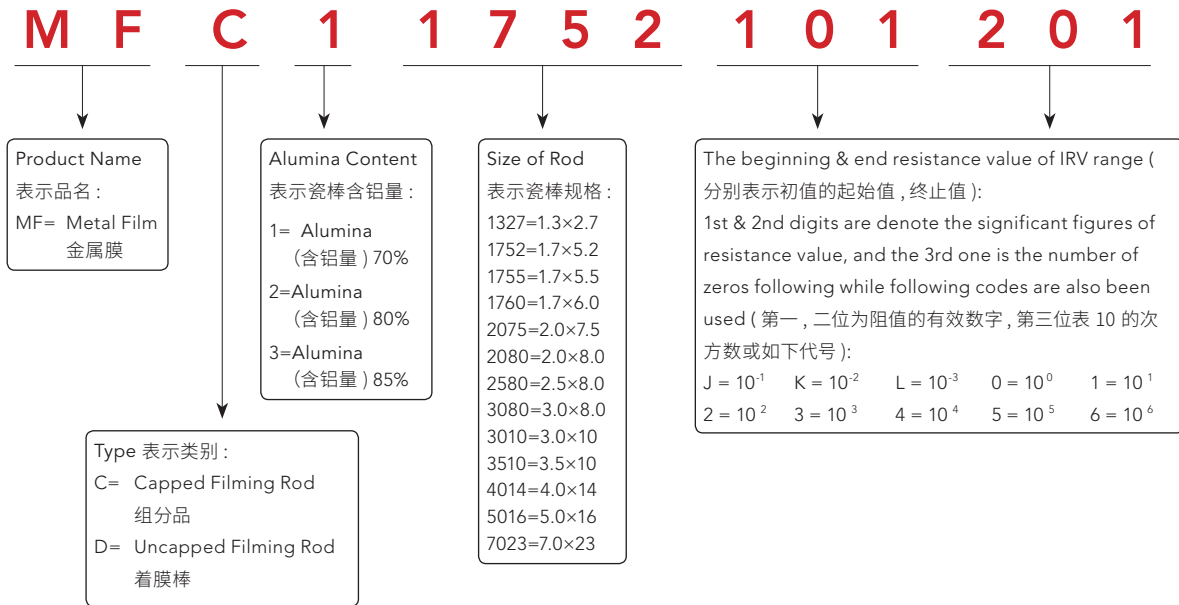 M F C 1 1 7 5 2 1 0 1 2 0 1
Product Name
表示品名 :
MF= Metal Film
金属膜
Alumina Content
表示瓷棒含铝量 :
1= Alumina
(含铝量 ) 70%
2=Alumina
(含铝量 ) 80%
3=Alumina
(含铝量 ) 85%
Size of Rod
表示瓷棒规格 :
1327=1.3×2.7
1752=1.7×5.2
1755=1.7×5.5
1760=1.7×6.0
2075=2.0×7.5
2080=2.0×8.0
2580=2.5×8.0
3080=3.0×8.0
3010=3.0×10
3510=3.5×10
4014=4.0×14
5016=5.0×16
7023=7.0×23
The beginning & end resistance value of IRV range (
分别表示初值的起始值 , 终止值 ):
1st & 2nd digits are denote the significant figures of
resistance value, and the 3rd one is the number of
zeros following while following codes are also been
used ( 第一 , 二位为阻值的有效数字 , 第三位表 10 的次
方数或如下代号 ):
J = 10⁻¹ K = 10⁻² L = 10⁻³ 0 = 10⁰ 1 = 10¹
2 = 10² 3 = 10³ 4 = 10⁴ 5 = 10⁵ 6 = 10⁶
Type 表示类别 :
C= Capped Filming Rod
组分品
D= Uncapped Filming Rod
着膜棒